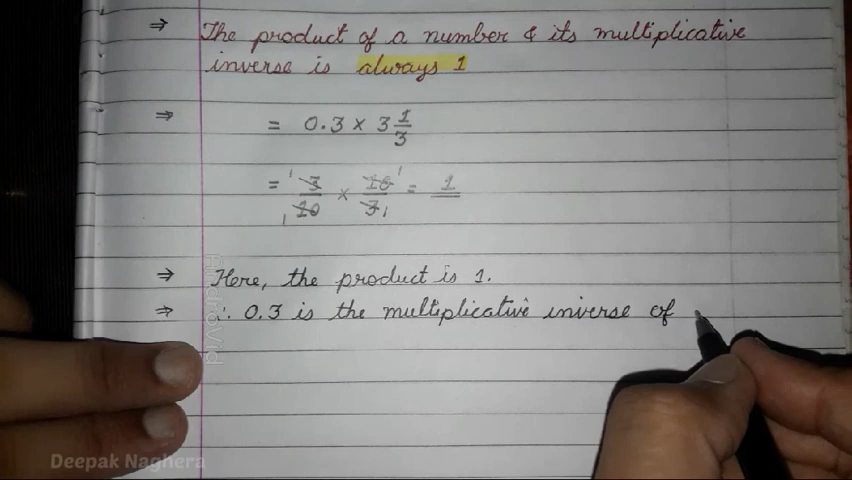 ⇒ The product of a number & its multiplicative
inverse is always 1
⇒ = 0.3 × 3 1/3
= 3/10 × 10/3 = 1
⇒ Here, the product is 1.
⇒ ∴ 0.3 is the multiplicative inverse of
AndroVid
Deepak Naghera